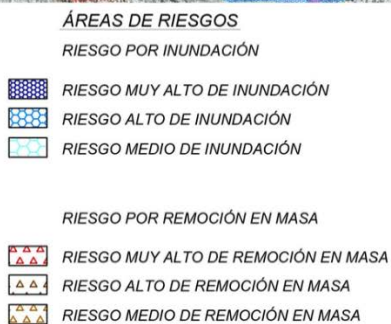 ÁREAS DE RIESGOS
RIESGO POR INUNDACIÓN
RIESGO MUY ALTO DE INUNDACIÓN
RIESGO ALTO DE INUNDACIÓN
RIESGO MEDIO DE INUNDACIÓN
RIESGO POR REMOCIÓN EN MASA
RIESGO MUY ALTO DE REMOCIÓN EN MASA
RIESGO ALTO DE REMOCIÓN EN MASA
RIESGO MEDIO DE REMOCIÓN EN MASA